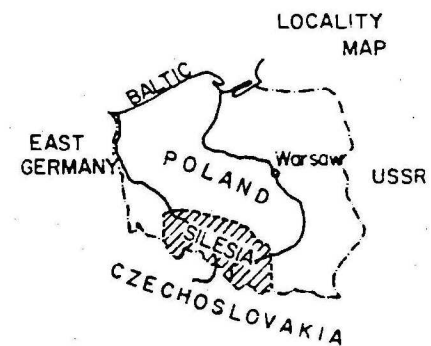 LOCALITY
MAP
BALTIC
EAST
GERMANY
POLAND
Warsaw
USSR
SILESIA
CZECHOSLOVAKIA